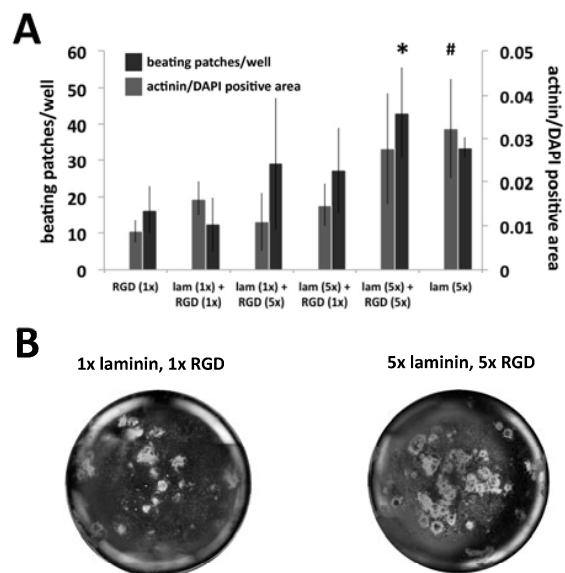 A
60
50
40
30
20
10
0
beating patches/well
beating patches/well
actinin/DAPI positive area
*
#
0.05
0.04
0.03
0.02
0.01
0
actinin/DAPI
positive area
RGD (1x)
lam (1x) +
RGD (1x)
lam (1x) +
RGD (5x)
lam (5x) +
RGD (1x)
lam (5x) +
RGD (5x)
lam (5x)
B
1x laminin, 1x RGD
5x laminin, 5x RGD